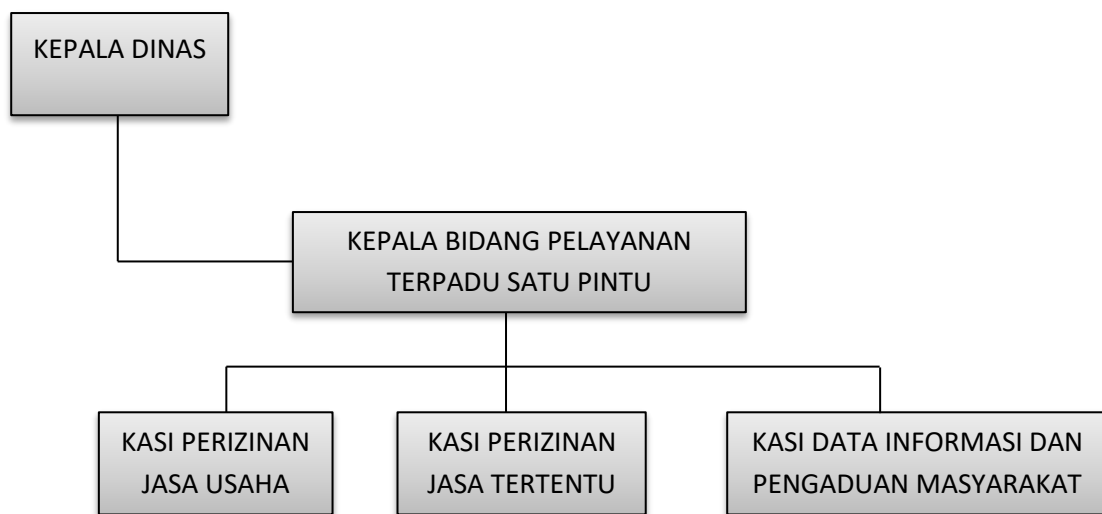 KEPALA DINAS
KEPALA BIDANG PELAYANAN
TERPADU SATU PINTU
KASI PERIZINAN
JASA USAHA
KASI PERIZINAN
JASA TERTENTU
KASI DATA INFORMASI DAN
PENGADUAN MASYARAKAT